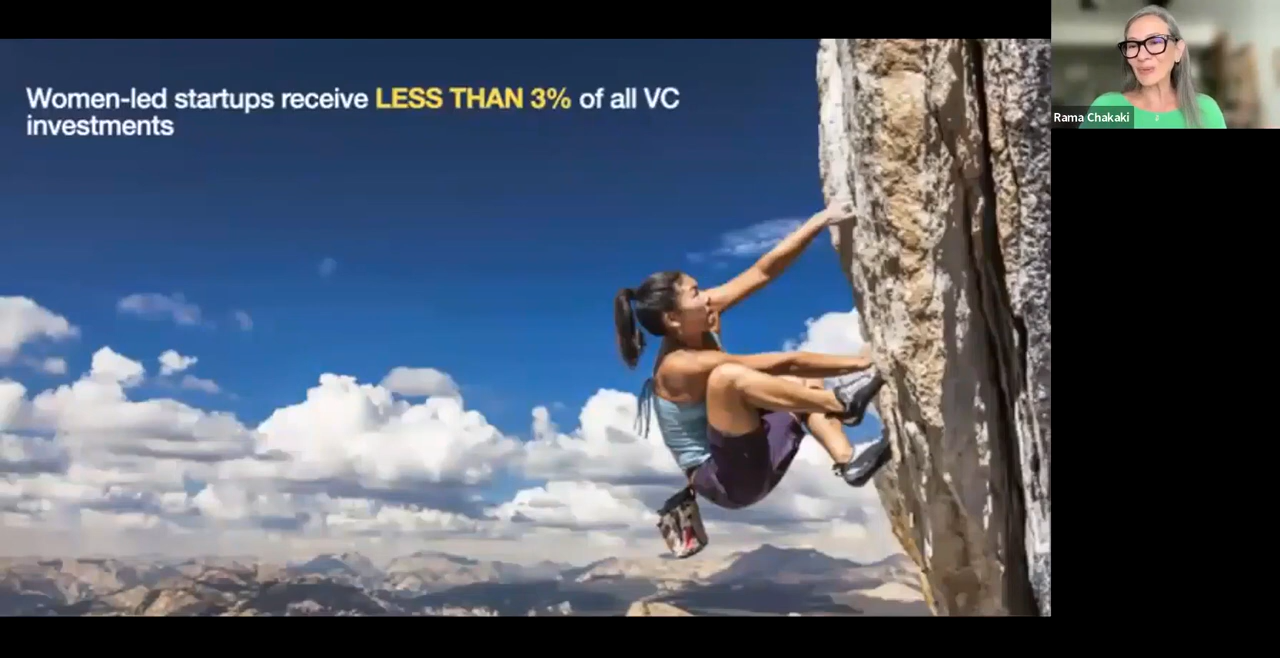 Women-led startups receive LESS THAN 3% of all VC
investments
Rama Chakaki